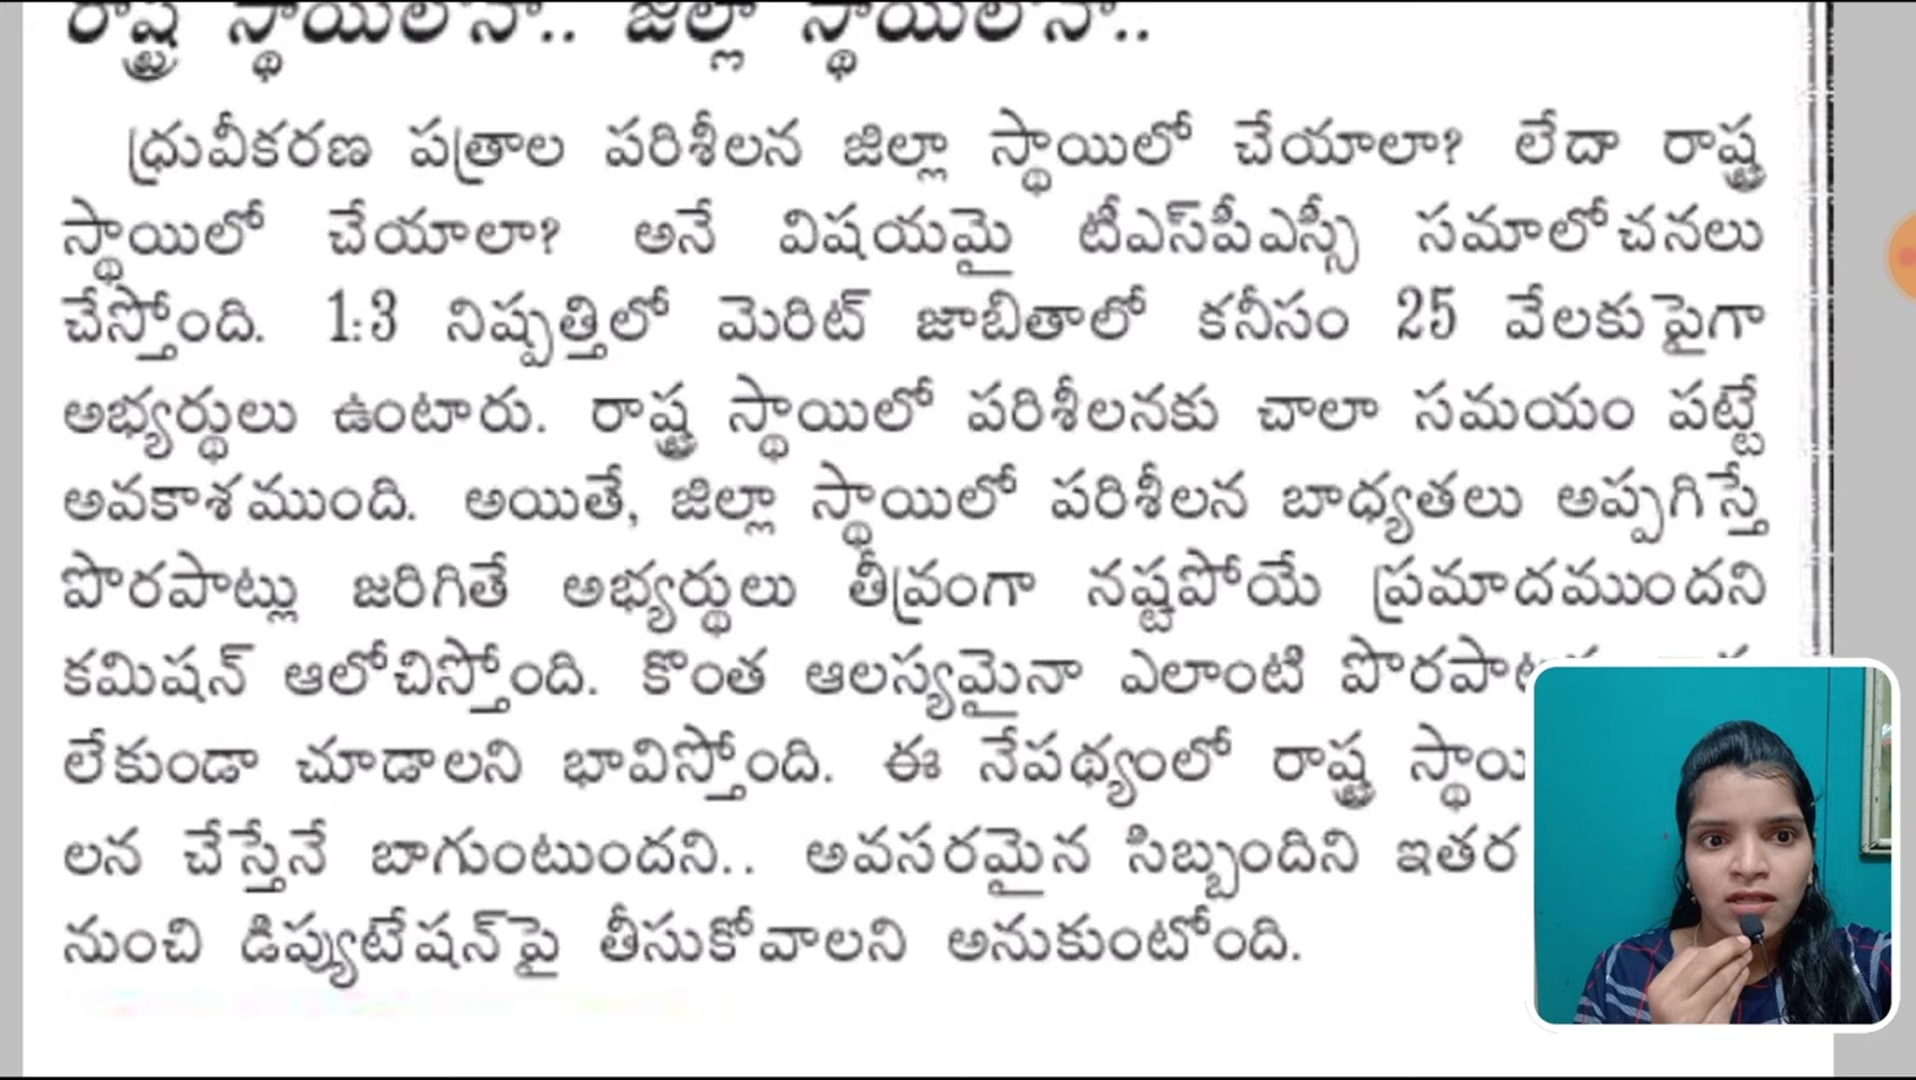 రాష్ట్ర స్థాయిలోనా.. జిల్లా స్థాయిలోనా..
ధ్రువీకరణ పత్రాల పరిశీలన జిల్లా స్థాయిలో చేయాలా? లేదా రాష్ట్ర
స్థాయిలో చేయాలా? అనే విషయమై టీఎస్‌పీఎస్సీ సమాలోచనలు
చేస్తోంది. 1:3 నిష్పత్తిలో మెరిట్ జాబితాలో కనీసం 25 వేలకుపైగా
అభ్యర్థులు ఉంటారు. రాష్ట్ర స్థాయిలో పరిశీలనకు చాలా సమయం పట్టే
అవకాశముంది. అయితే, జిల్లా స్థాయిలో పరిశీలన బాధ్యతలు అప్పగిస్తే
పొరపాట్లు జరిగితే అభ్యర్థులు తీవ్రంగా నష్టపోయే ప్రమాదముందని
కమిషన్ ఆలోచిస్తోంది. కొంత ఆలస్యమైనా ఎలాంటి
లేకుండా చూడాలని భావిస్తోంది. ఈ నేపథ్యంలో రాష్ట్ర
లన చేస్తేనే బాగుంటుందని.. అవసరమైన సిబ్బందిని ఇతర
నుంచి డిప్యుటేషన్‌పై తీసుకోవాలని అనుకుంటోంది.